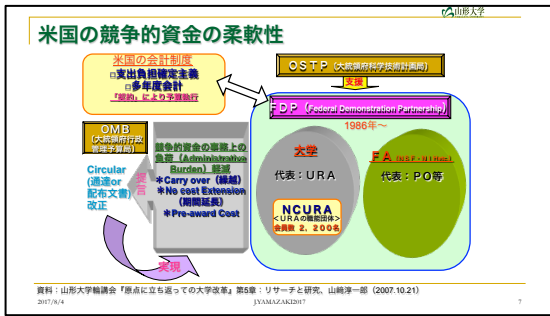 山形大学
米国の競争的資金の柔軟性
米国の会計制度
□支出負担確定主義
□多年度会計
「契約」により予算執行
OSTP(大統領府科学技術計画局)
支援
FDP(Federal Demonstration Partnership)
1986年~
OMB
(大統領府行政
管理予算局)
Circular
(通達or
配布文書)
改正
提言
競争的資金の事務上の
負荷(Administrative
Burden)軽減
*Carry over(繰越)
*No cost Extension
(期間延長)
*Pre-award Cost
大学
代表:URA
NCURA
<URAの職能団体>
会員数 2,200名
FA(NSF・NIHetc.)
代表:PO等
実現
資料:山形大学輪講会『原点に立ち返っての大学改革』第5章:リサーチと研究、山崎淳一郎(2007.10.21)
2017/8/4
J.YAMAZAKI2017
7